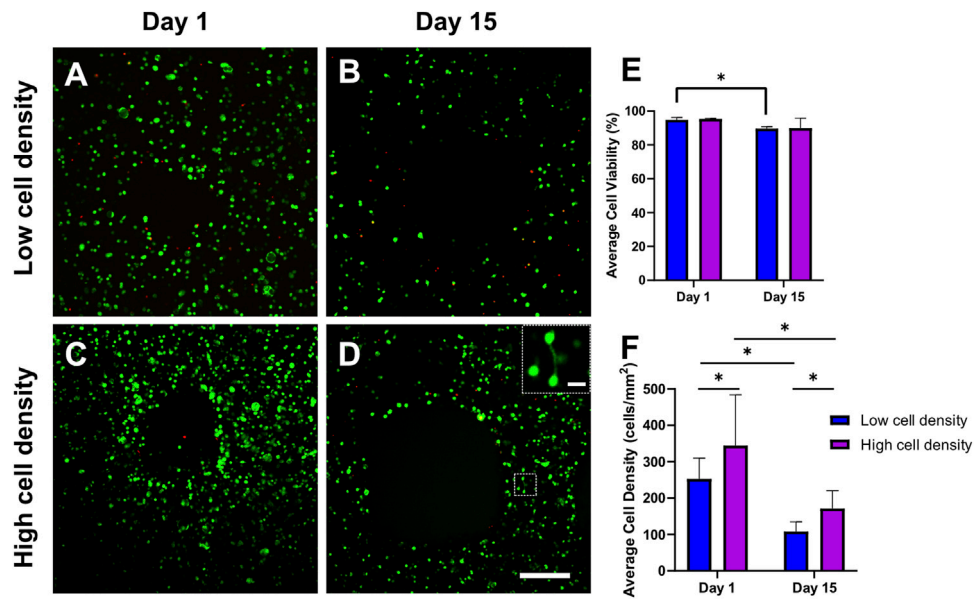 Day 1
Day 15
Low cell density
High cell density
A
B
C
D
E
*
Average Cell Viability (%)
100
80
60
40
20
0
Day 1
Day 15
F
*
*
*
*
Average Cell Density (cells/mm²)
500
400
300
200
100
0
Day 1
Day 15
Low cell density
High cell density